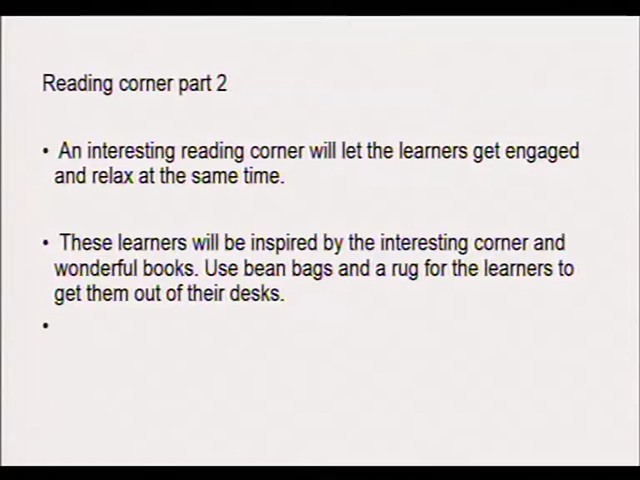 Reading corner part 2
• An interesting reading corner will let the learners get engaged
and relax at the same time.
• These learners will be inspired by the interesting corner and
wonderful books. Use bean bags and a rug for the learners to
get them out of their desks.
•